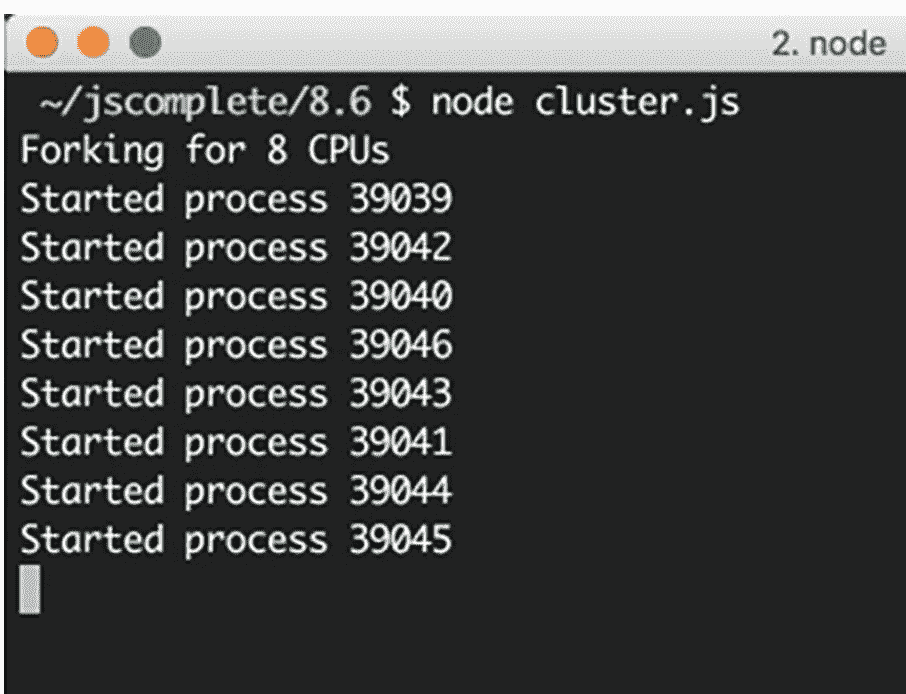 2. node
~/jscomplete/8.6 $ node cluster.js
Forking for 8 CPUs
Started process 39039
Started process 39042
Started process 39040
Started process 39046
Started process 39043
Started process 39041
Started process 39044
Started process 39045